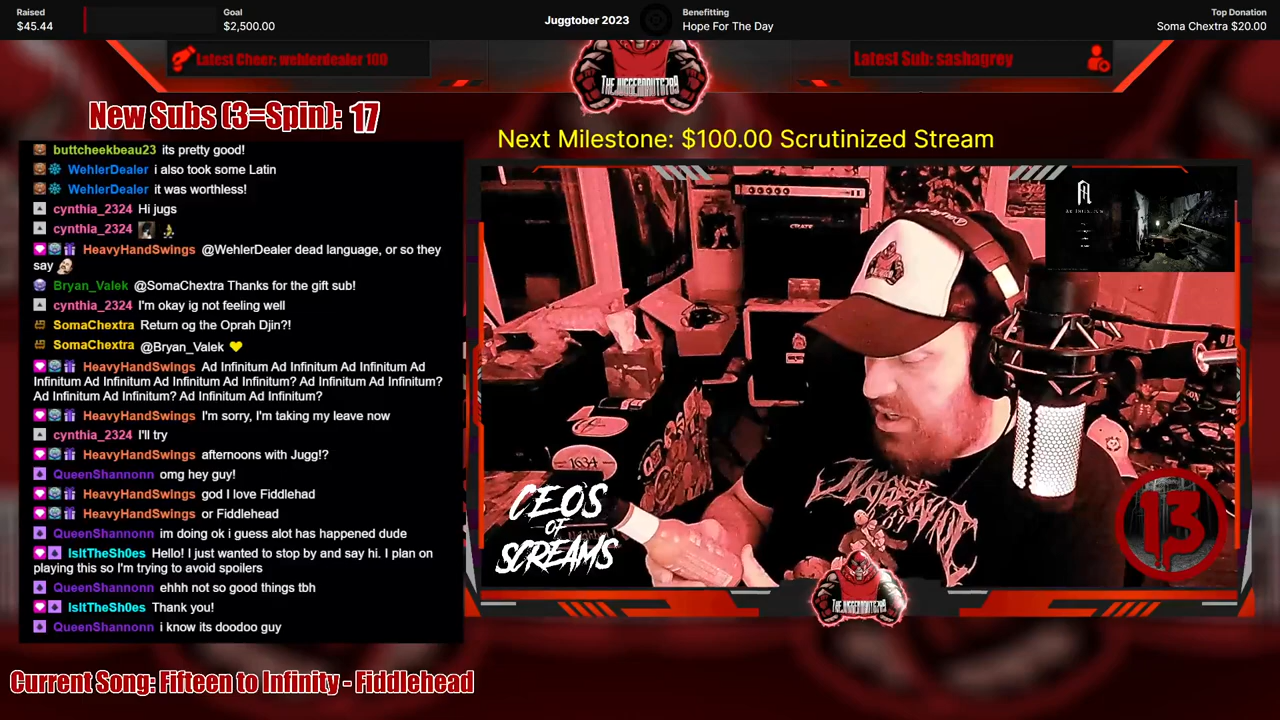 Raised
$45.44
Goal
$2,500.00
Juggtober 2023
Benefitting
Hope For The Day
Top Donation
Soma Chextra $20.00
Latest Cheer: wehlerdealer 100
THEJUGGERNAUT6789
Latest Sub: sashagrey
New Subs (3=Spin): 17
Next Milestone: $100.00 Scrutinized Stream
buttcheekbeau23 its pretty good!
WehlerDealer i also took some Latin
WehlerDealer it was worthless!
cynthia_2324 Hi jugs
cynthia_2324
HeavyHandSwings @WehlerDealer dead language, or so they
say
Bryan_Valek @SomaChextra Thanks for the gift sub!
cynthia_2324 I'm okay ig not feeling well
SomaChextra Return og the Oprah Djin?!
SomaChextra @Bryan_Valek
HeavyHandSwings Ad Infinitum Ad Infinitum Ad Infinitum Ad
Infinitum Ad Infinitum Ad Infinitum Ad Infinitum? Ad Infinitum Ad Infinitum?
Ad Infinitum Ad Infinitum? Ad Infinitum Ad Infinitum?
HeavyHandSwings I'm sorry, I'm taking my leave now
cynthia_2324 I'll try
HeavyHandSwings afternoons with Jugg!?
QueenShannonn omg hey guy!
HeavyHandSwings god I love Fiddlehead
HeavyHandSwings or Fiddlehead
QueenShannonn im doing ok i guess alot has happened dude
IsItTheSh0es Hello! I just wanted to stop by and say hi. I plan on
playing this so I'm trying to avoid spoilers
QueenShannonn ehhh not so good things tbh
IsItTheSh0es Thank you!
QueenShannonn i know its doodoo guy
CRATE
AD INFINITUM
1634
CEO'S
OF
SCREAMS
13
THEJUGGERNAUT6789
Current Song: Fifteen to Infinity - Fiddlehead